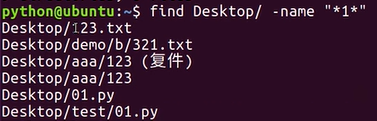 python@ubuntu:~$ find Desktop/ -name "*1*"
Desktop/123.txt
Desktop/demo/b/321.txt
Desktop/aaa/123 (复件)
Desktop/aaa/123
Desktop/01.py
Desktop/test/01.py